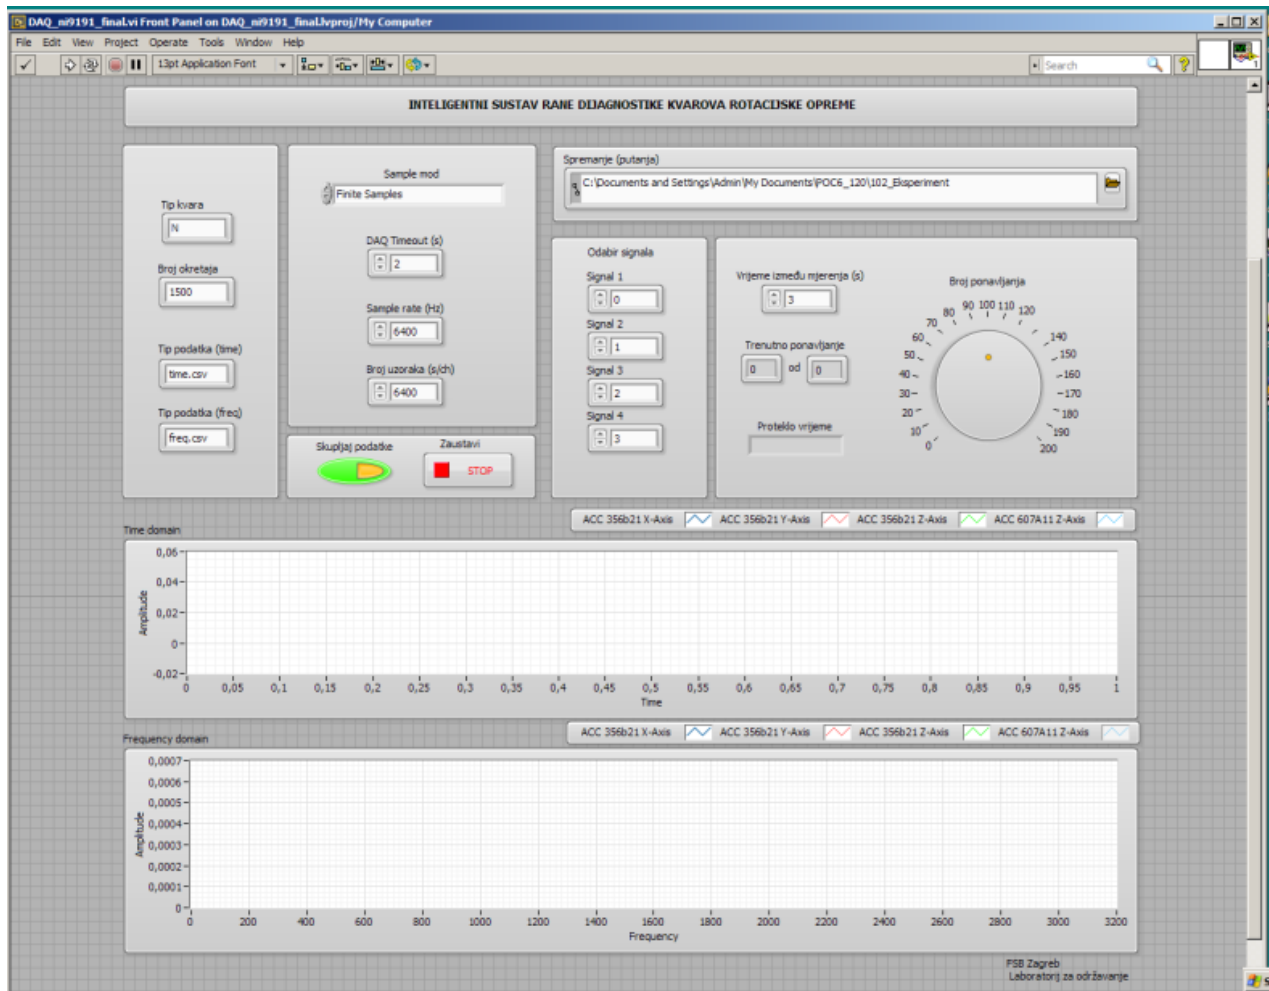 DAQ_ni9191_final.vi Front Panel on DAQ_ni9191_final.lvproj/My Computer
File Edit View Project Operate Tools Window Help
13pt Application Font
Search
1
INTELIGENTNI SUSTAV RANE DIJAGNOSTIKE KVAROVA ROTACIJSKE OPREME
Tip kvara
N
Broj okretaja
1500
Tip podatka (time)
time.csv
Tip podatka (freq)
freq.csv
Sample mod
Finite Samples
DAQ Timeout (s)
2
Sample rate (Hz)
6400
Broj uzoraka (s/ch)
6400
Skupljaj podatke
Zaustavi
STOP
Spremanje (putanja)
C:\Documents and Settings\Admin\My Documents\POC6_120\102_Eksperiment
Odabir signala
Signal 1
0
Signal 2
1
Signal 3
2
Signal 4
3
Vrijeme između mjerenja (s)
3
Trenutno ponavljanje
0 od 0
Proteklo vrijeme
Broj ponavljanja
0 10 20 30 40 50 60 70 80 90 100 110 120 140 150 160 170 180 190 200
ACC 356b21 X-Axis ACC 356b21 Y-Axis ACC 356b21 Z-Axis ACC 607A11 Z-Axis
Time domain
Amplitude
0,06
0,04
0,02
0
-0,02
0 0,05 0,1 0,15 0,2 0,25 0,3 0,35 0,4 0,45 0,5 0,55 0,6 0,65 0,7 0,75 0,8 0,85 0,9 0,95 1
Time
ACC 356b21 X-Axis ACC 356b21 Y-Axis ACC 356b21 Z-Axis ACC 607A11 Z-Axis
Frequency domain
Amplitude
0,0007
0,0006
0,0005
0,0004
0,0003
0,0002
0,0001
0
0 200 400 600 800 1000 1200 1400 1600 1800 2000 2200 2400 2600 2800 3000 3200
Frequency
FSB Zagreb
Laboratorij za održavanje